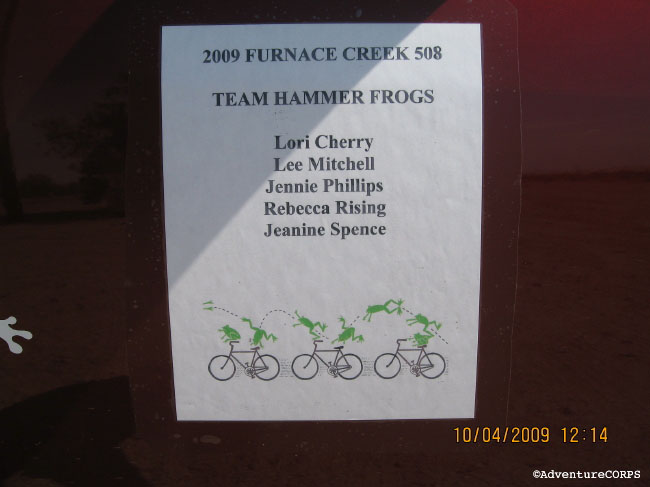 2009 FURNACE CREEK 508
TEAM HAMMER FROGS
Lori Cherry
Lee Mitchell
Jennie Phillips
Rebecca Rising
Jeanine Spence
10/04/2009 12:14
©AdventureCORPS